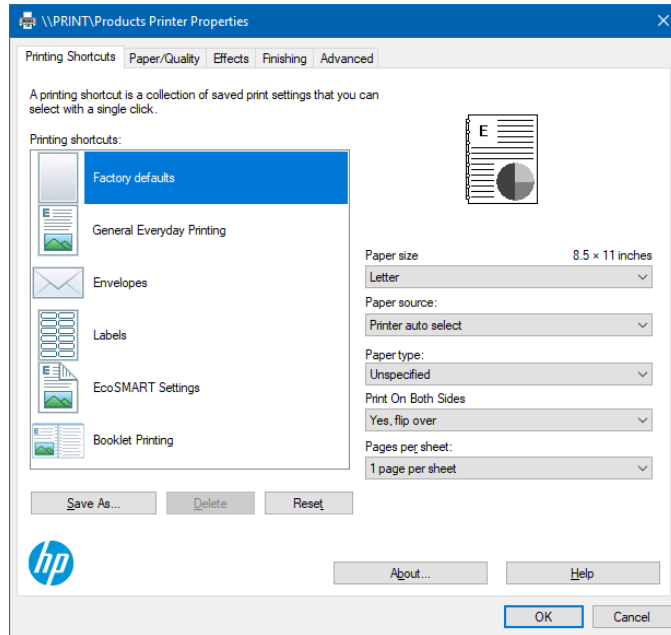 \\PRINT\Products Printer Properties
Printing Shortcuts Paper/Quality Effects Finishing Advanced
A printing shortcut is a collection of saved print settings that you can
select with a single click.
Printing shortcuts:
Factory defaults
General Everyday Printing
Envelopes
Labels
EcoSMART Settings
Booklet Printing
Save As... Delete Reset
E
Paper size 8.5 × 11 inches
Letter
Paper source:
Printer auto select
Paper type:
Unspecified
Print On Both Sides
Yes, flip over
Pages per sheet:
1 page per sheet
hp
About... Help
OK Cancel